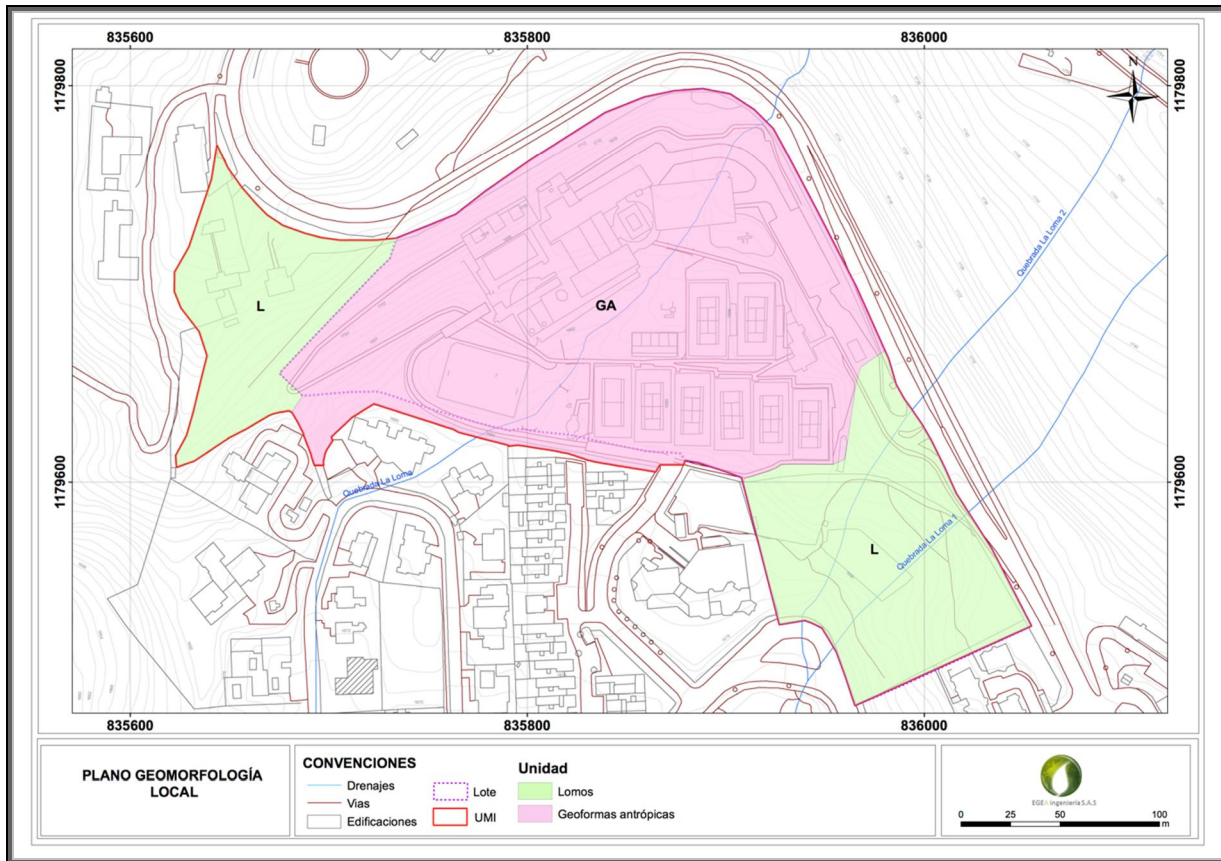 835600
835800
836000
1179800
1179800
N
Quebrada La Loma 2
L
GA
1179600
1179600
Quebrada La Loma
Quebrada La Loma 1
L
835600
835800
836000
PLANO GEOMORFOLOGÍA
LOCAL
CONVENCIONES
Drenajes
Vias
Edificaciones
Lote
UMI
Unidad
Lomos
Geoformas antrópicas
EGEA Ingeniería S.A.S
0 25 50 100
m